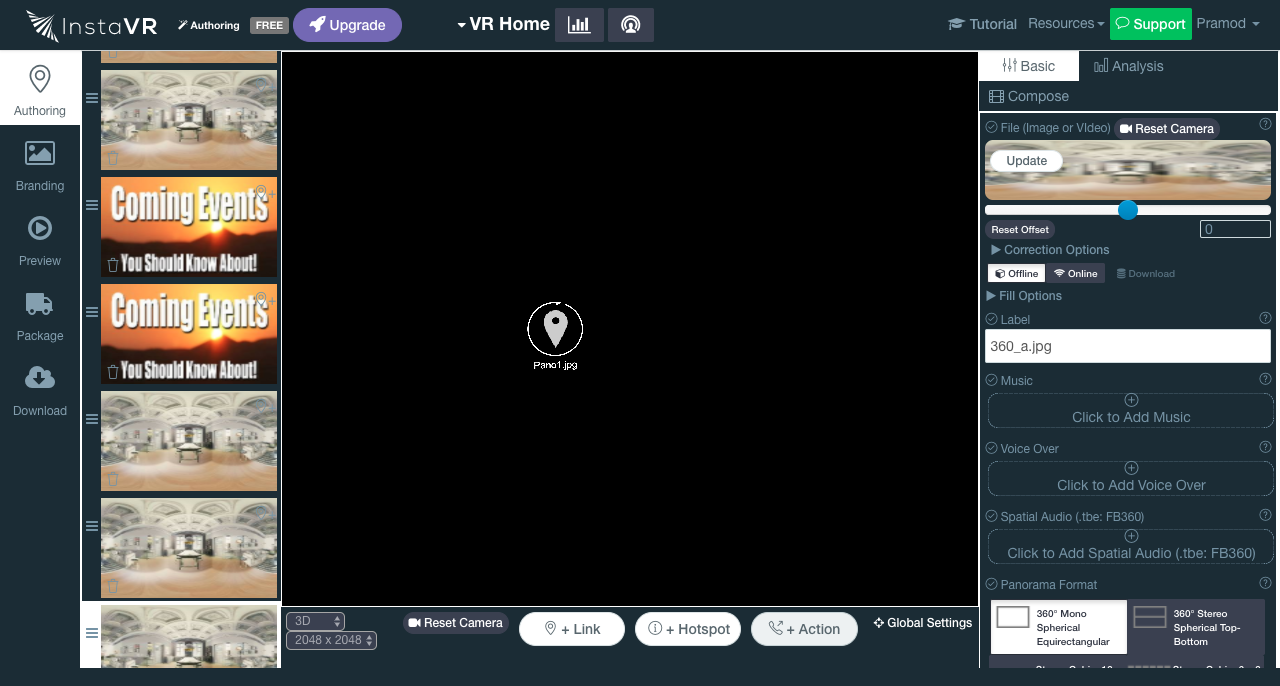 InstaVR
Authoring
FREE
Upgrade
VR Home
Tutorial
Resources
Support
Pramod
Authoring
Branding
Preview
Package
Download
Coming Events
You Should Know About!
Coming Events
You Should Know About!
Pano1.jpg
3D
2048 x 2048
Reset Camera
+ Link
+ Hotspot
+ Action
Global Settings
Basic
Analysis
Compose
File (Image or VIdeo)
Reset Camera
Update
Reset Offset
0
Correction Options
Offline
Online
Download
Fill Options
Label
360_a.jpg
Music
Click to Add Music
Voice Over
Click to Add Voice Over
Spatial Audio (.tbe: FB360)
Click to Add Spatial Audio (.tbe: FB360)
Panorama Format
360° Mono
Spherical
Equirectangular
360° Stereo
Spherical Top-
Bottom